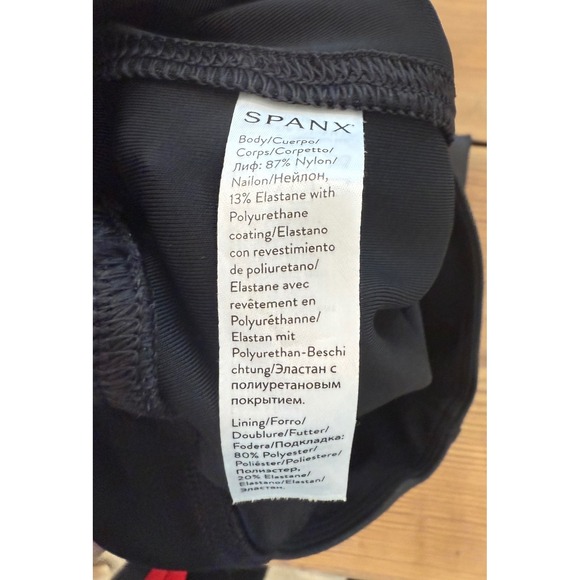 SPANX®
Body/Cuerpo/
Corps/Corpetto/
Лиф: 87% Nylon/
Nailon/Нейлон,
13% Elastane with
Polyurethane
coating/Elastano
con revestimiento
de poliuretano/
Elastane avec
revêtement en
Polyuréthanne/
Elastan mit
Polyurethan-Beschi
chtung/Эластан с
полиуретановым
покрытием.
Lining/Forro/
Doublure/Futter/
Fodera/Подкладка:
80% Polyester/
Poliéster/Poliestere/
Полиэстер,
20% Elastane/
Elastano/Elastan/
Эластан.